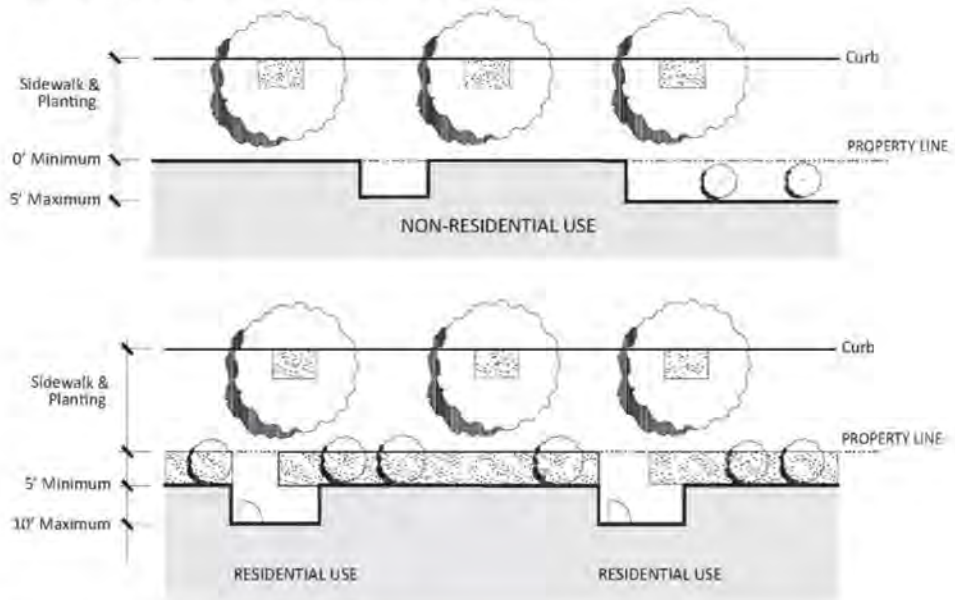 Curb
Sidewalk &
Planting
PROPERTY LINE
0' Minimum
5' Maximum
NON-RESIDENTIAL USE
Curb
Sidewalk &
Planting
PROPERTY LINE
5' Minimum
10' Maximum
RESIDENTIAL USE
RESIDENTIAL USE